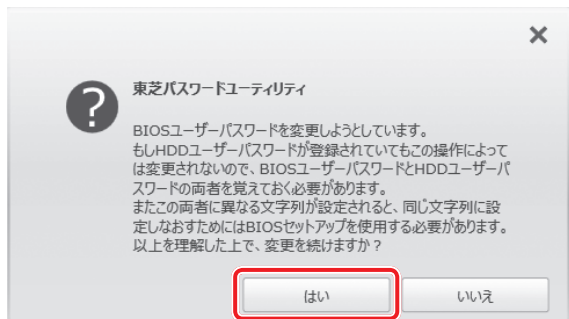 東芝パスワードユーティリティ
BIOSユーザーパスワードを変更しようとしています。
もしHDDユーザーパスワードが登録されていてもこの操作によって
は変更されないので、BIOSユーザーパスワードとHDDユーザーパ
スワードの両者を覚えておく必要があります。
またこの両者に異なる文字列が設定されると、同じ文字列に設
定しなおすためにはBIOSセットアップを使用する必要があります。
以上を理解した上で、変更を続けますか？
はい
いいえ